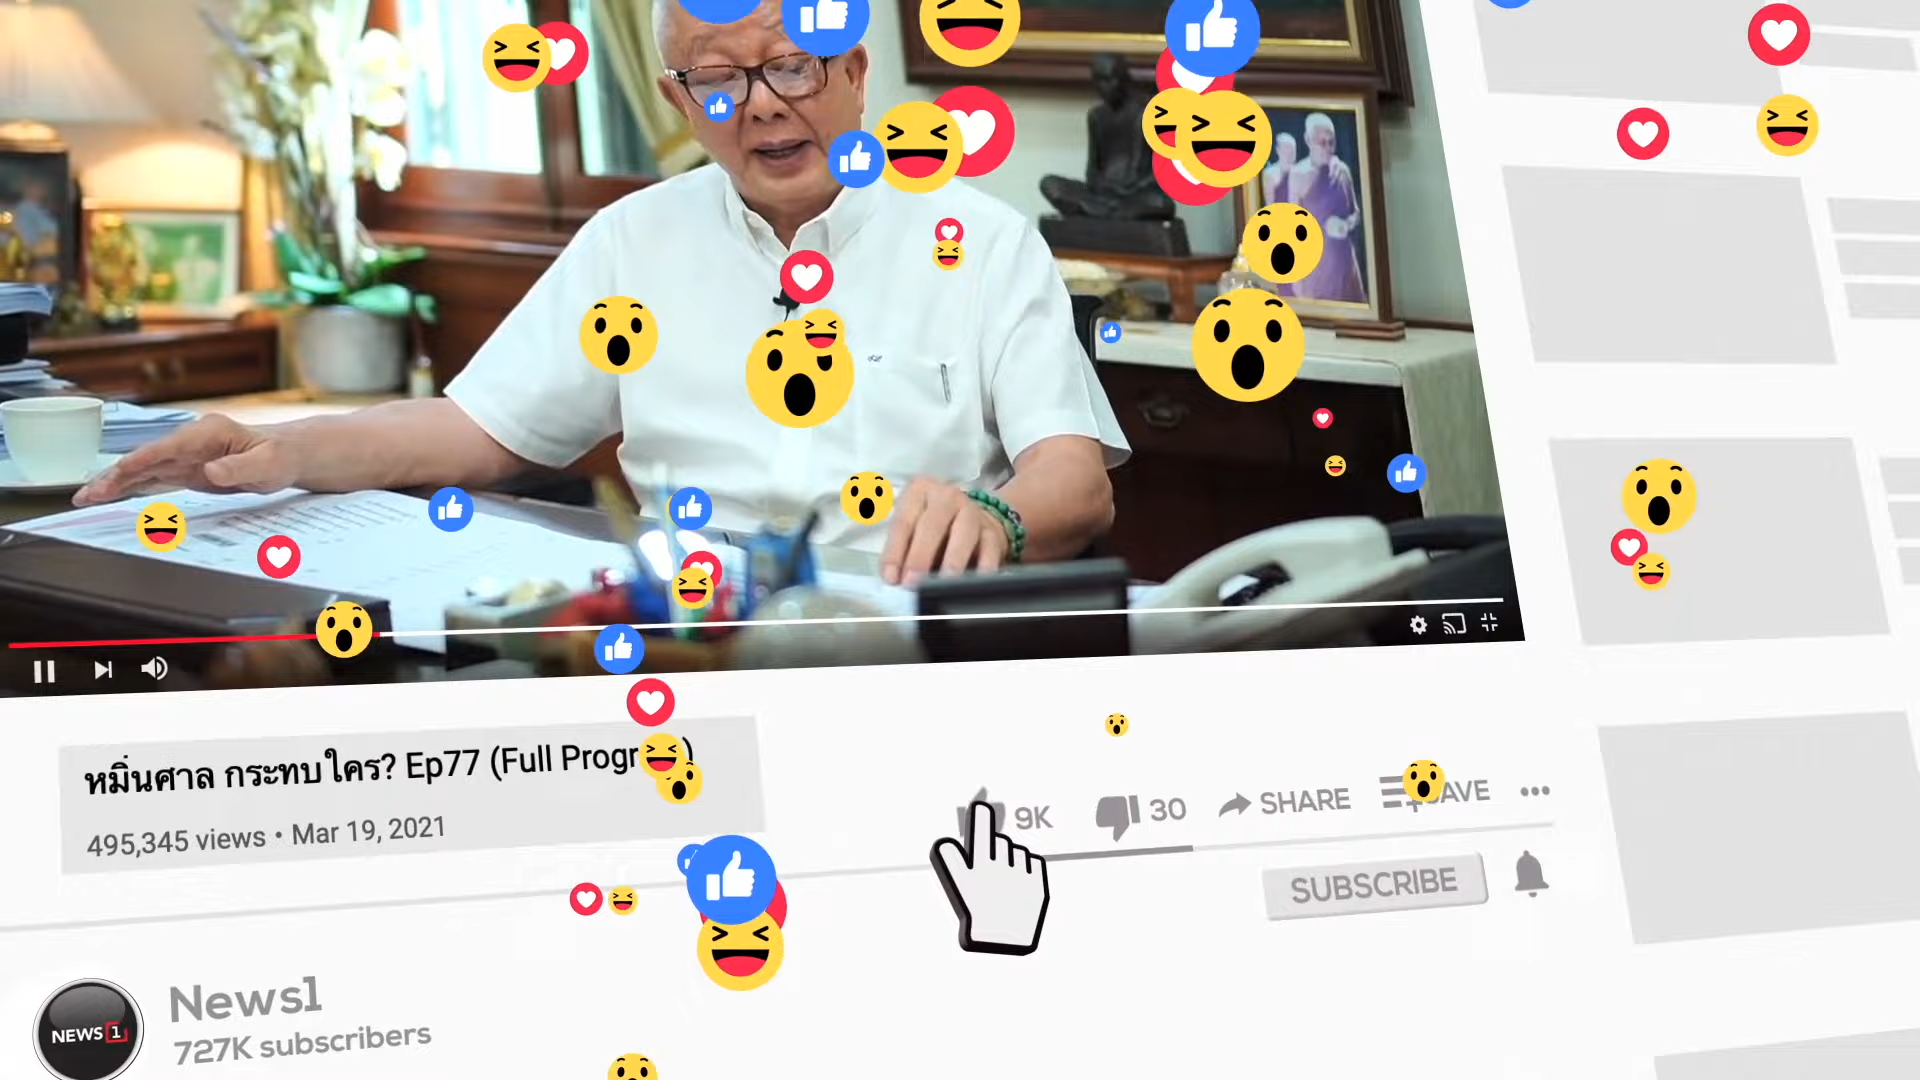 หมิ่นศาล กระทบใคร? Ep77 (Full Progr )
495,345 views • Mar 19, 2021
9K
30
SHARE
SAVE
SUBSCRIBE
News1
727K subscribers
NEWS 1